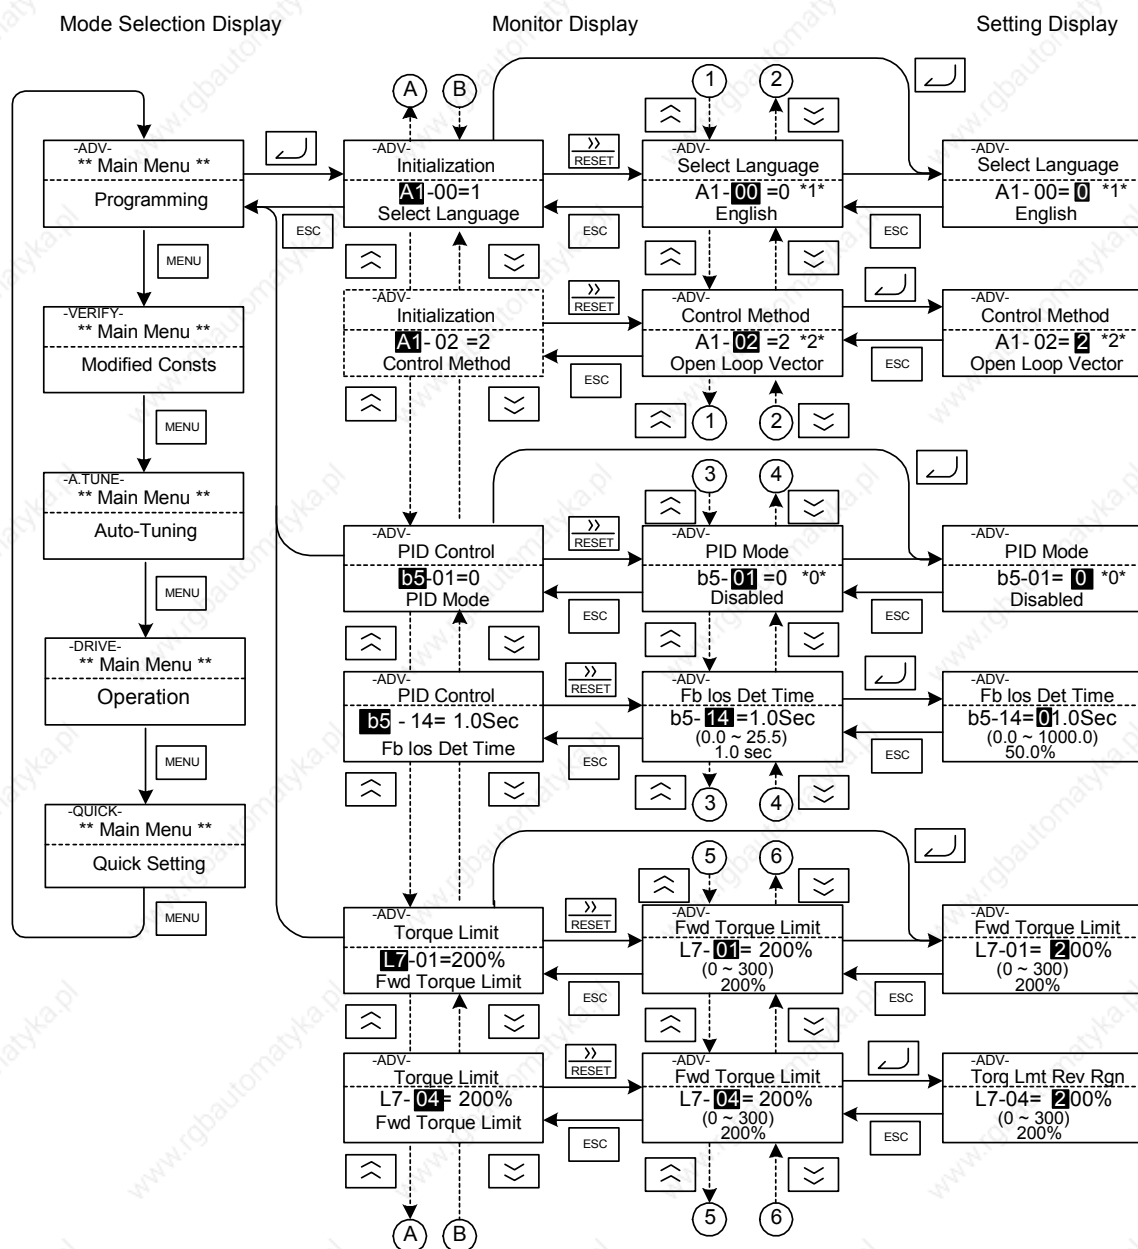 Mode Selection Display
Monitor Display
Setting Display
A
B
1
2
-ADV-
** Main Menu **
Programming
-ADV-
Initialization
A1-00=1
Select Language
>>
RESET
-ADV-
Select Language
A1-00=0 *1*
English
-ADV-
Select Language
A1-00=0 *1*
English
ESC
ESC
ESC
MENU
-VERIFY-
** Main Menu **
Modified Consts
-ADV-
Initialization
A1-02=2
Control Method
>>
RESET
-ADV-
Control Method
A1-02=2 *2*
Open Loop Vector
-ADV-
Control Method
A1-02=2 *2*
Open Loop Vector
ESC
ESC
MENU
1
2
-A.TUNE-
** Main Menu **
Auto-Tuning
3
4
-ADV-
PID Control
b5-01=0
PID Mode
>>
RESET
-ADV-
PID Mode
b5-01=0 *0*
Disabled
-ADV-
PID Mode
b5-01= 0 *0*
Disabled
MENU
ESC
ESC
-DRIVE-
** Main Menu **
Operation
-ADV-
PID Control
b5 - 14= 1.0Sec
Fb los Det Time
>>
RESET
-ADV-
Fb los Det Time
b5-14=1.0Sec
(0.0 ~ 25.5)
1.0 sec
-ADV-
Fb los Det Time
b5-14=01.0Sec
(0.0 ~ 1000.0)
50.0%
MENU
ESC
ESC
3
4
-QUICK-
** Main Menu **
Quick Setting
MENU
5
6
-ADV-
Torque Limit
L7-01=200%
Fwd Torque Limit
>>
RESET
-ADV-
Fwd Torque Limit
L7-01= 200%
(0 ~ 300)
200%
-ADV-
Fwd Torque Limit
L7-01= 200%
(0 ~ 300)
200%
ESC
ESC
-ADV-
Torque Limit
L7-04= 200%
Fwd Torque Limit
>>
RESET
-ADV-
Fwd Torque Limit
L7-04= 200%
(0 ~ 300)
200%
-ADV-
Torq Lmt Rev Rgn
L7-04= 200%
(0 ~ 300)
200%
ESC
ESC
A
B
5
6
www.rgbautomatyka.pl